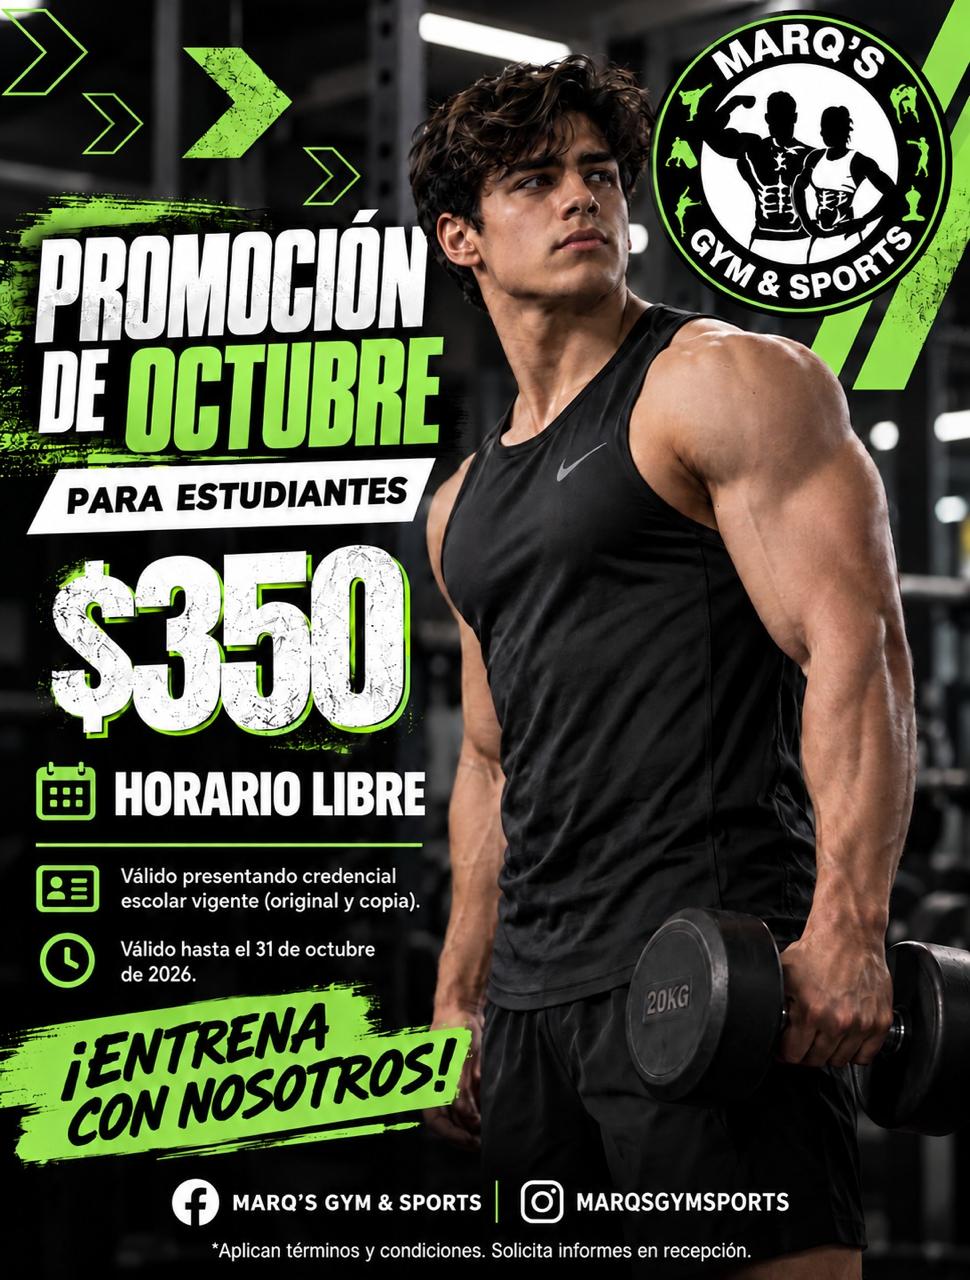 MARQ'S
GYM & SPORTS
PROMOCIÓN
DE OCTUBRE
PARA ESTUDIANTES
$350
HORARIO LIBRE
Válido presentando credencial
escolar vigente (original y copia).
Válido hasta el 31 de octubre
de 2026.
¡ENTRENA
CON NOSOTROS!
20KG
MARQ'S GYM & SPORTS
MARQSGYMSPORTS
*Aplican términos y condiciones. Solicita informes en recepción.